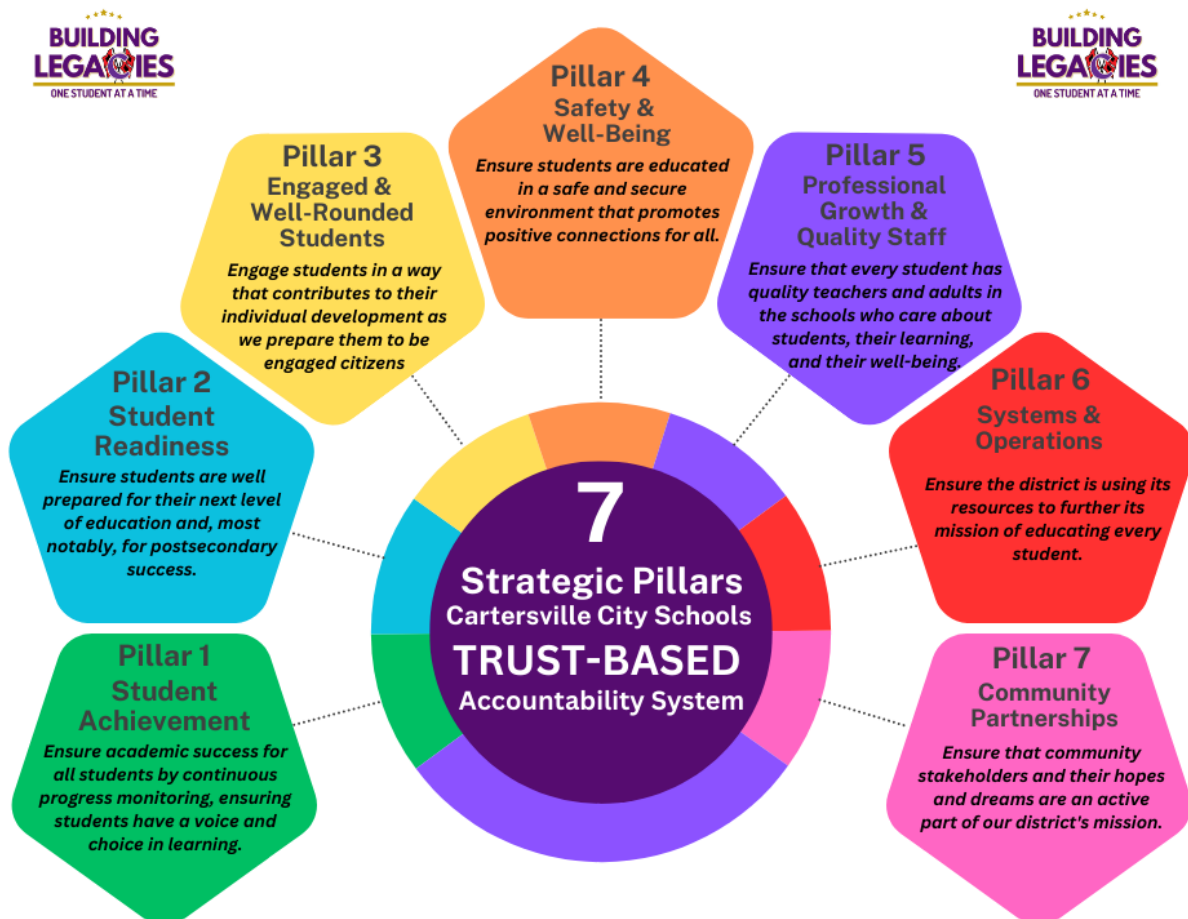 BUILDING
LEGACIES
ONE STUDENT AT A TIME
BUILDING
LEGACIES
ONE STUDENT AT A TIME
Pillar 1
Student
Achievement
Ensure academic success for
all students by continuous
progress monitoring, ensuring
students have a voice and
choice in learning.
Pillar 2
Student
Readiness
Ensure students are well
prepared for their next level
of education and, most
notably, for postsecondary
success.
Pillar 3
Engaged &
Well-Rounded
Students
Engage students in a way
that contributes to their
individual development as
we prepare them to be
engaged citizens
Pillar 4
Safety &
Well-Being
Ensure students are educated
in a safe and secure
environment that promotes
positive connections for all.
Pillar 5
Professional
Growth &
Quality Staff
Ensure that every student has
quality teachers and adults in
the schools who care about
students, their learning,
and their well-being.
Pillar 6
Systems &
Operations
Ensure the district is using its
resources to further its
mission of educating every
student.
Pillar 7
Community
Partnerships
Ensure that community
stakeholders and their hopes
and dreams are an active
part of our district's mission.
7
Strategic Pillars
Cartersville City Schools
TRUST-BASED
Accountability System